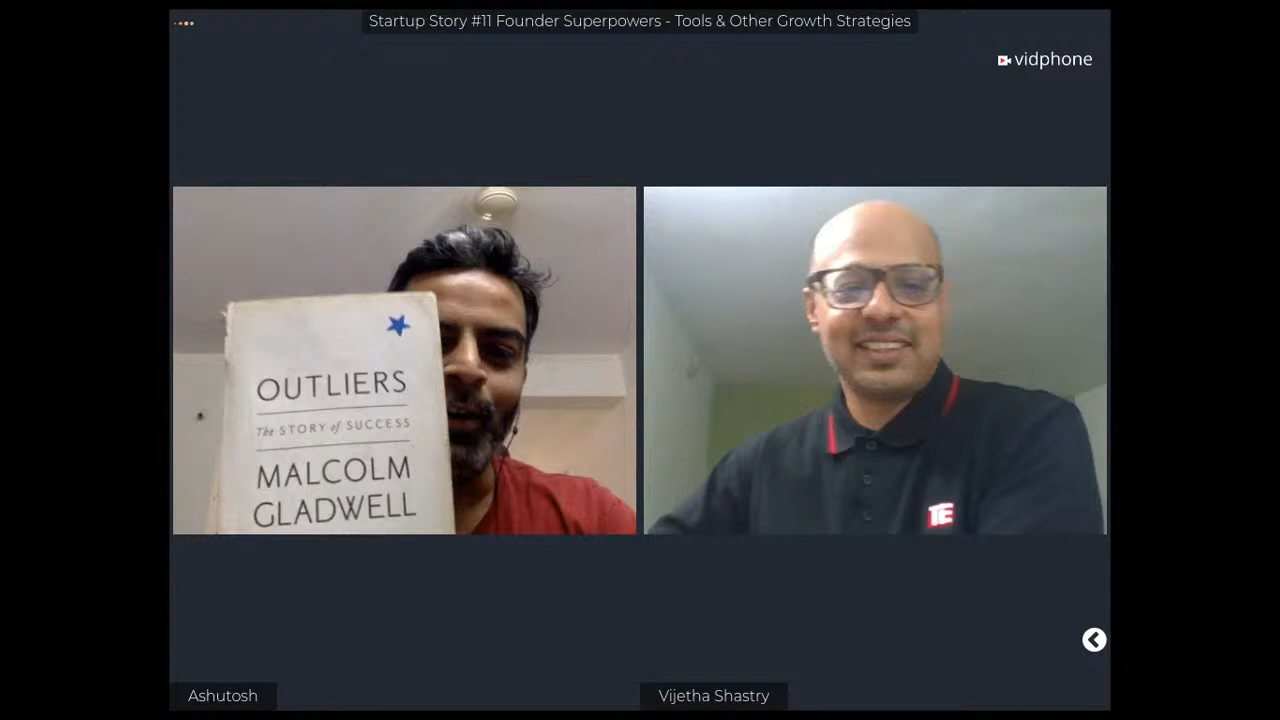 Startup Story #11 Founder Superpowers - Tools & Other Growth Strategies
vidphone
OUTLIERS
The STORY of SUCCESS
MALCOLM
GLADWELL
TE
Ashutosh
Vijetha Shastry